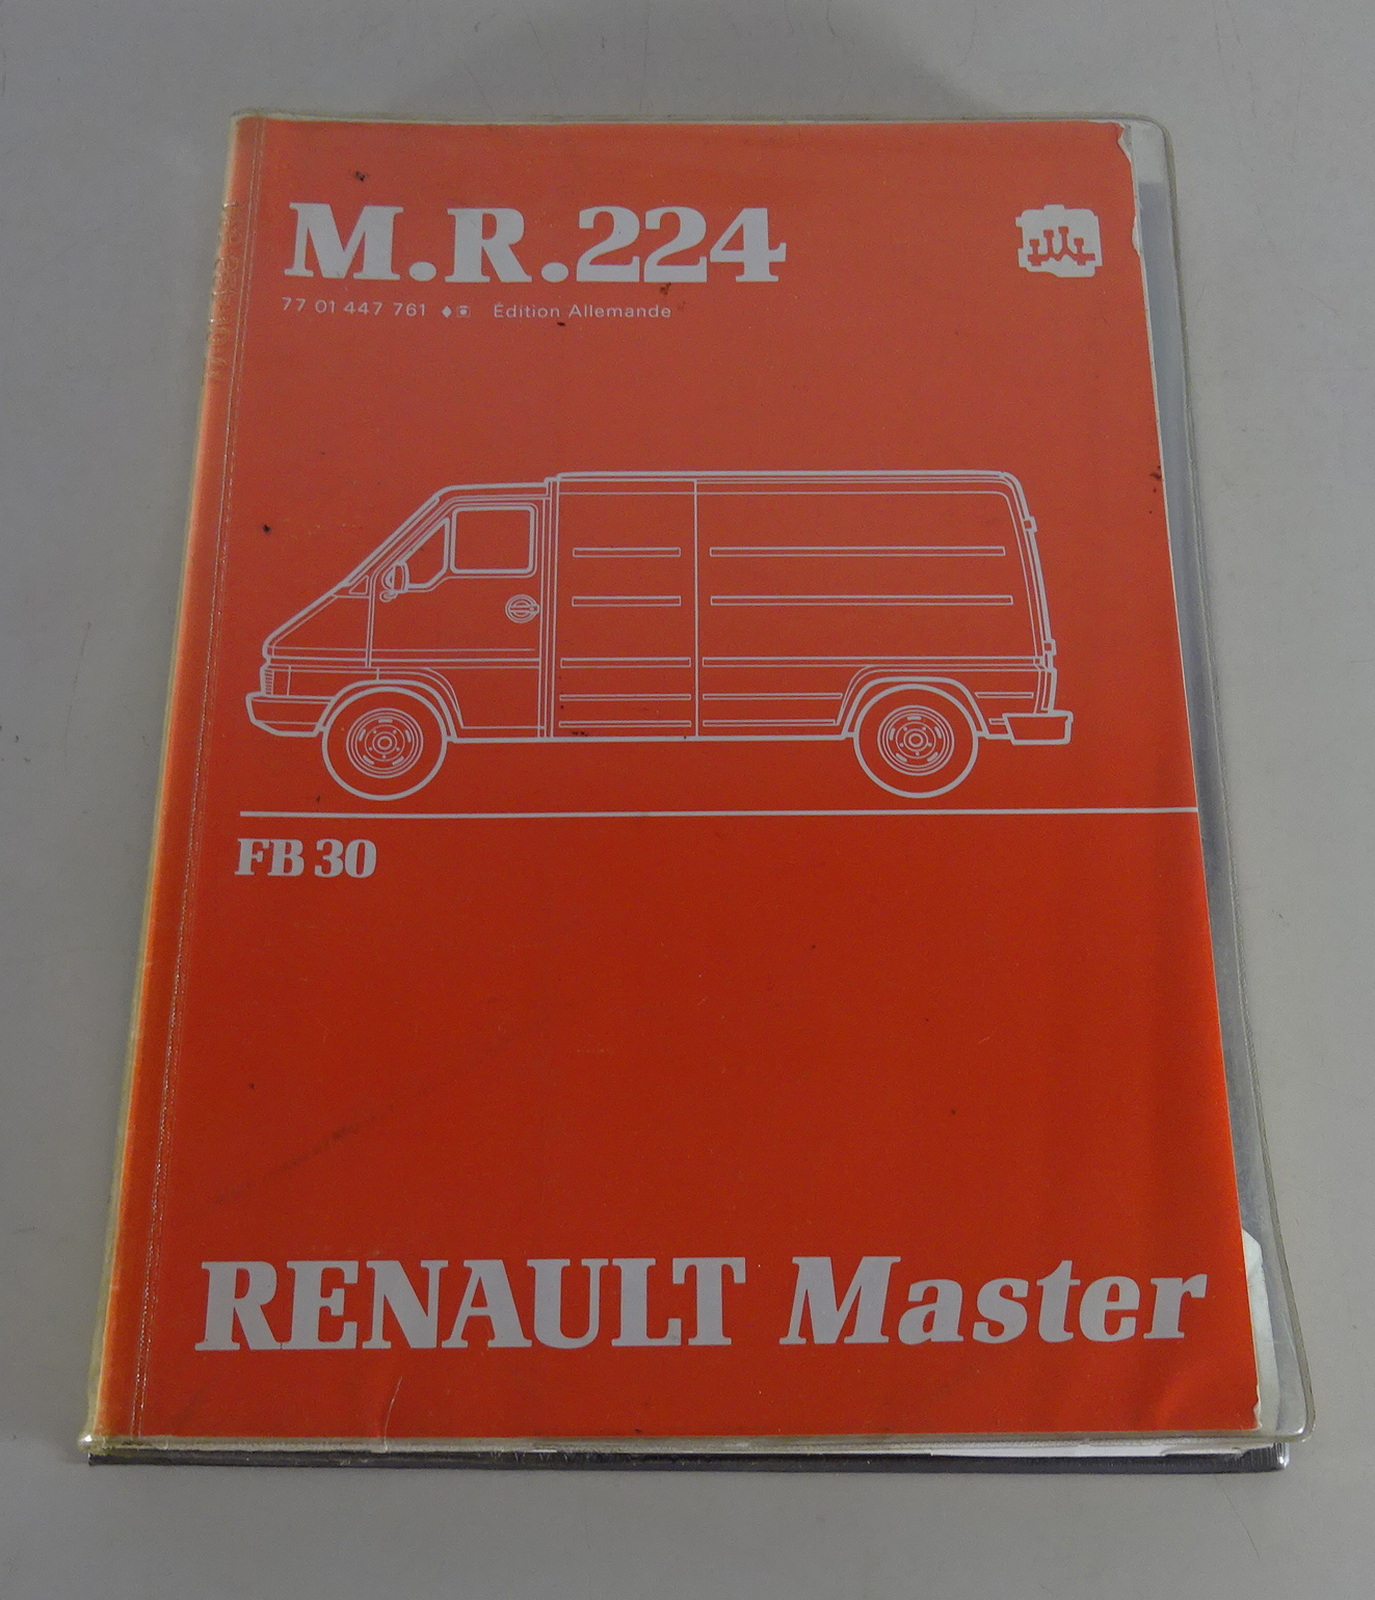 M.R.224
77 01 447 761 Édition Allemande
FB 30
RENAULT Master